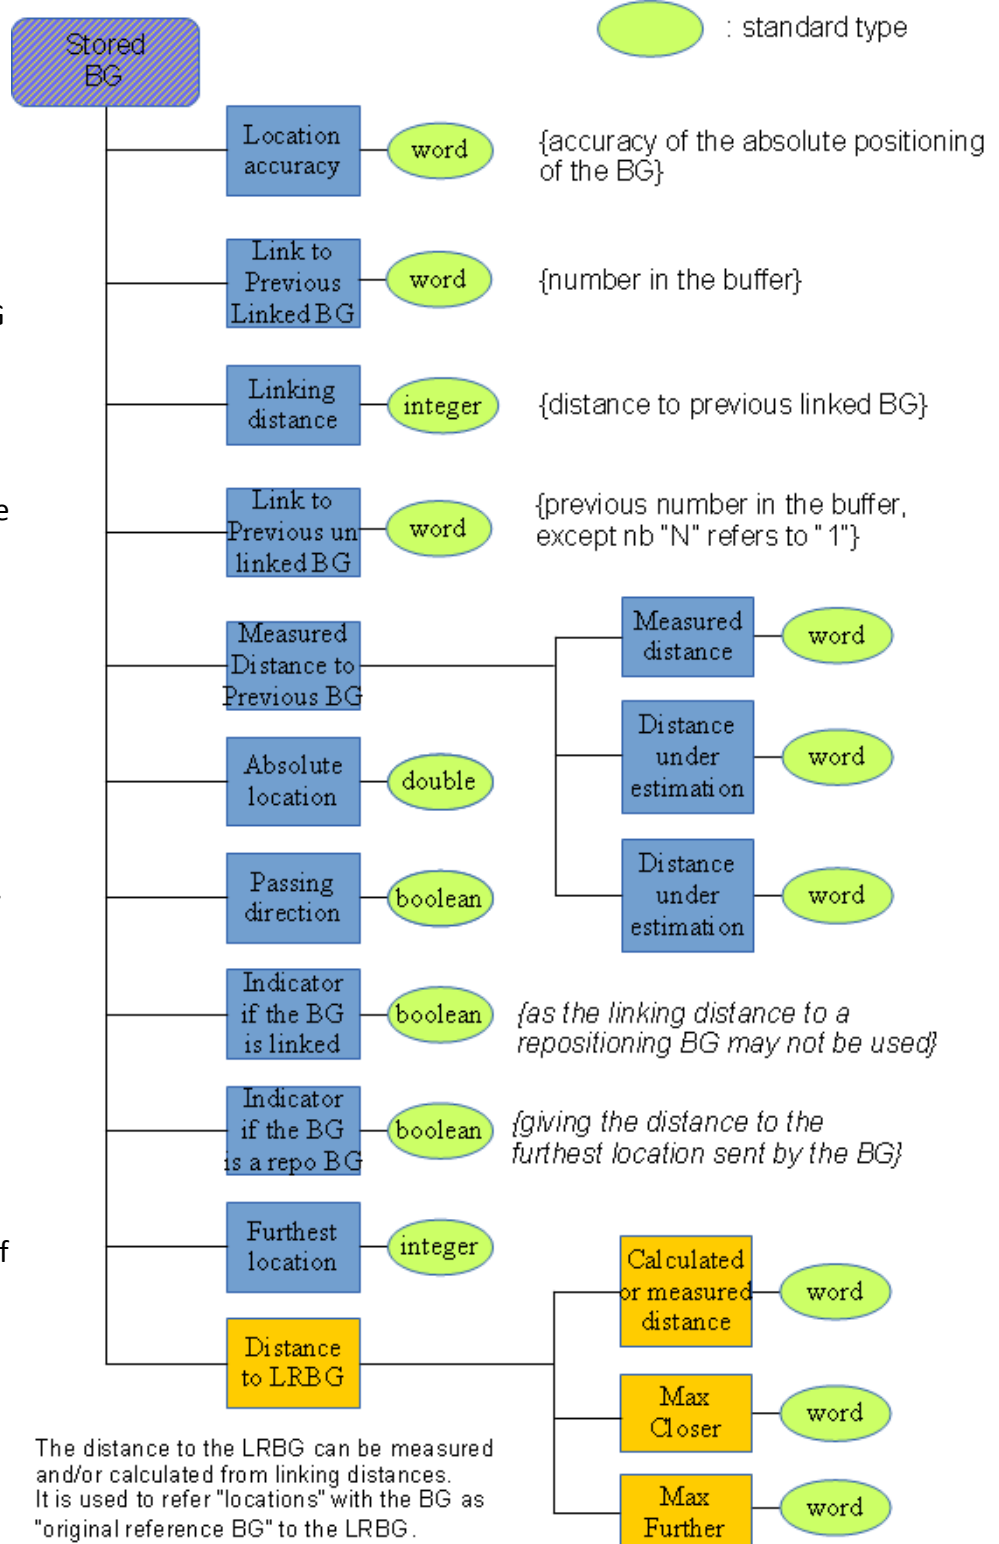 Stored
BG
: standard type
Location
accuracy
word
{accuracy of the absolute positioning
of the BG}
Link to
Previous
Linked BG
word
{number in the buffer}
Linking
distance
integer
{distance to previous linked BG}
Link to
Previous un
linked BG
word
{previous number in the buffer,
except nb "N" refers to "1"}
Measured
Distance to
Previous BG
Measured
distance
word
Distance
under
estimation
word
Distance
under
estimation
word
Absolute
location
double
Passing
direction
boolean
Indicator
if the BG
is linked
boolean
{as the linking distance to a
repositioning BG may not be used}
Indicator
if the BG
is a repo BG
boolean
{giving the distance to the
furthest location sent by the BG}
Furthest
location
integer
Distance
to LRBG
Calculated
or measured
distance
word
Max
Closer
word
Max
Further
word
The distance to the LRBG can be measured
and/or calculated from linking distances.
It is used to refer "locations" with the BG as
"original reference BG" to the LRBG.